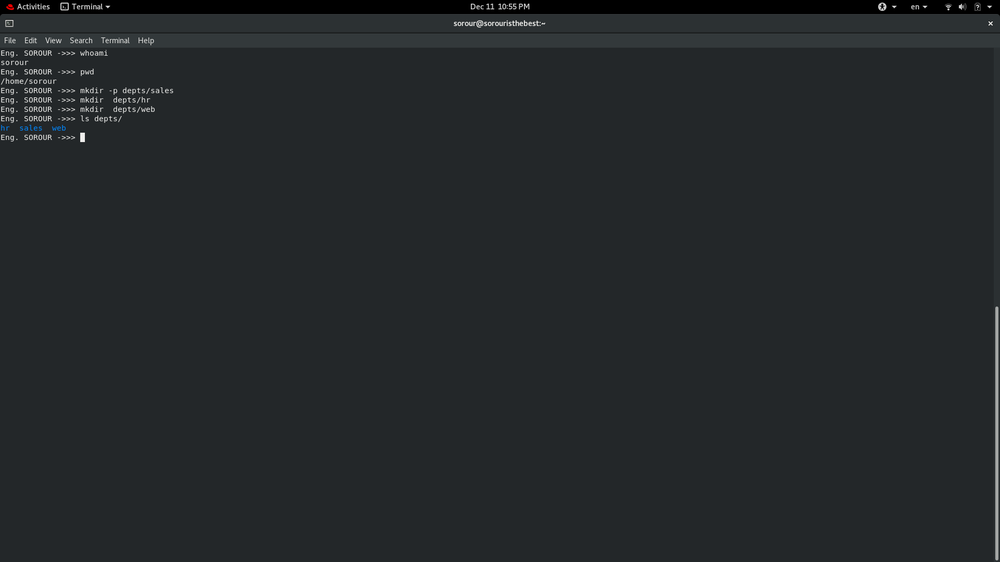 Activities Terminal Dec 11 10:55 PM en
sorour@sorouristhebest:~
File Edit View Search Terminal Help
Eng. SOROUR ->>> whoami
sorour
Eng. SOROUR ->>> pwd
/home/sorour
Eng. SOROUR ->>> mkdir -p depts/sales
Eng. SOROUR ->>> mkdir  depts/hr
Eng. SOROUR ->>> mkdir  depts/web
Eng. SOROUR ->>> ls depts/
hr  sales  web
Eng. SOROUR ->>>